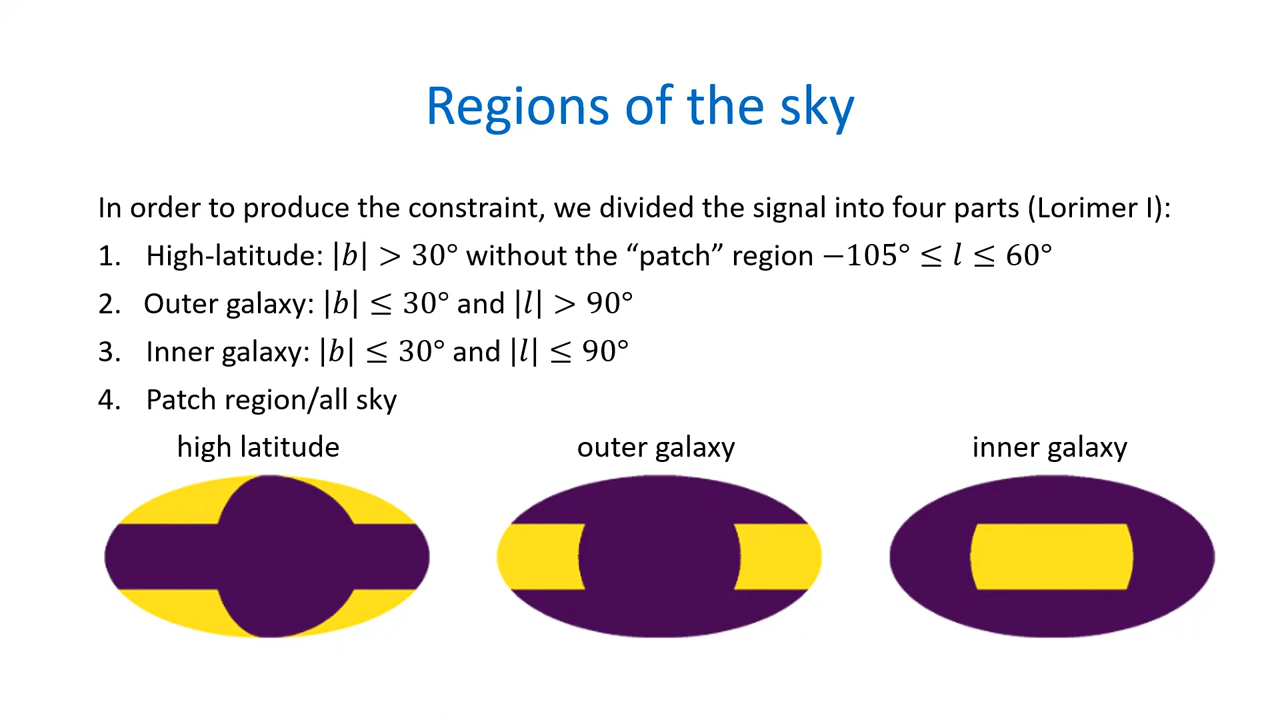 Regions of the sky
In order to produce the constraint, we divided the signal into four parts (Lorimer I):
1. High-latitude: |b| > 30° without the “patch” region −105° ≤ l ≤ 60°
2. Outer galaxy: |b| ≤ 30° and |l| > 90°
3. Inner galaxy: |b| ≤ 30° and |l| ≤ 90°
4. Patch region/all sky
high latitude outer galaxy inner galaxy